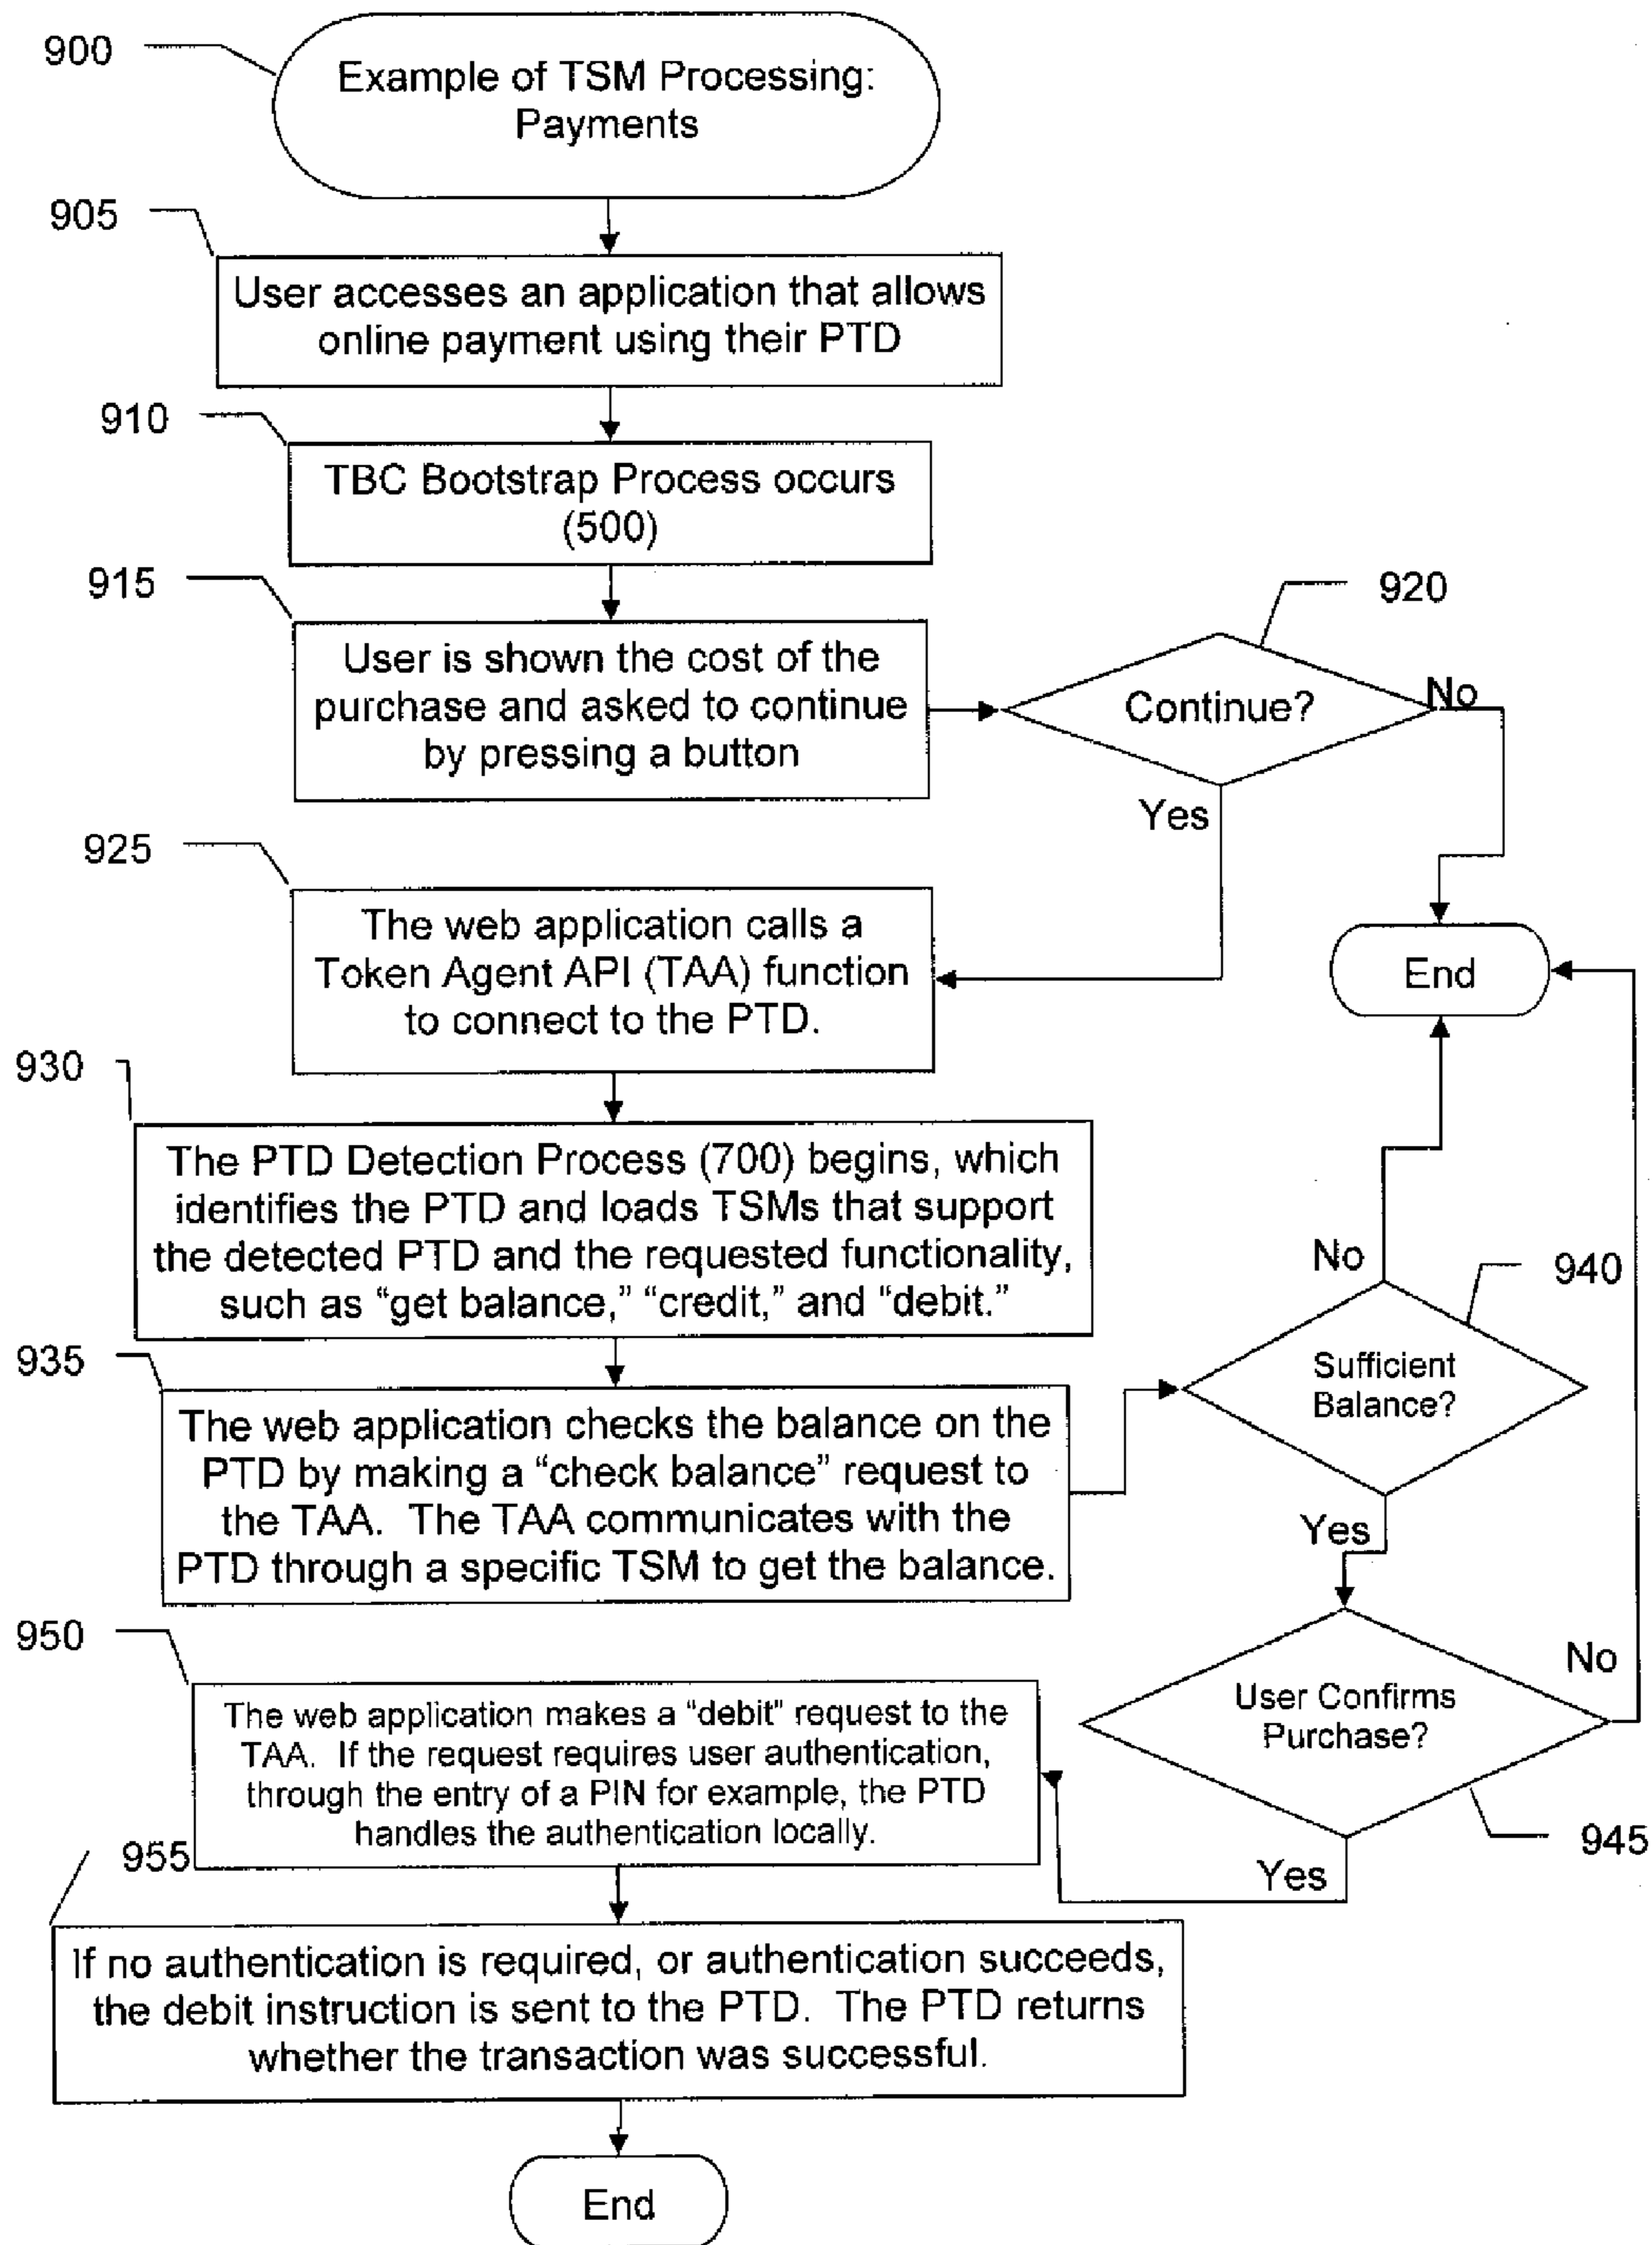 900
Example of TSM Processing:
Payments
905
User accesses an application that allows
online payment using their PTD
910
TBC Bootstrap Process occurs
(500)
915
User is shown the cost of the
purchase and asked to continue
by pressing a button
920
Continue?
No
Yes
925
The web application calls a
Token Agent API (TAA) function
to connect to the PTD.
End
930
The PTD Detection Process (700) begins, which
identifies the PTD and loads TSMs that support
the detected PTD and the requested functionality,
such as “get balance,” “credit,” and “debit.”
No
940
Sufficient
Balance?
Yes
935
The web application checks the balance on the
PTD by making a “check balance” request to
the TAA. The TAA communicates with the
PTD through a specific TSM to get the balance.
No
User Confirms
Purchase?
945
Yes
950
The web application makes a “debit” request to the
TAA. If the request requires user authentication,
through the entry of a PIN for example, the PTD
handles the authentication locally.
955
If no authentication is required, or authentication succeeds,
the debit instruction is sent to the PTD. The PTD returns
whether the transaction was successful.
End